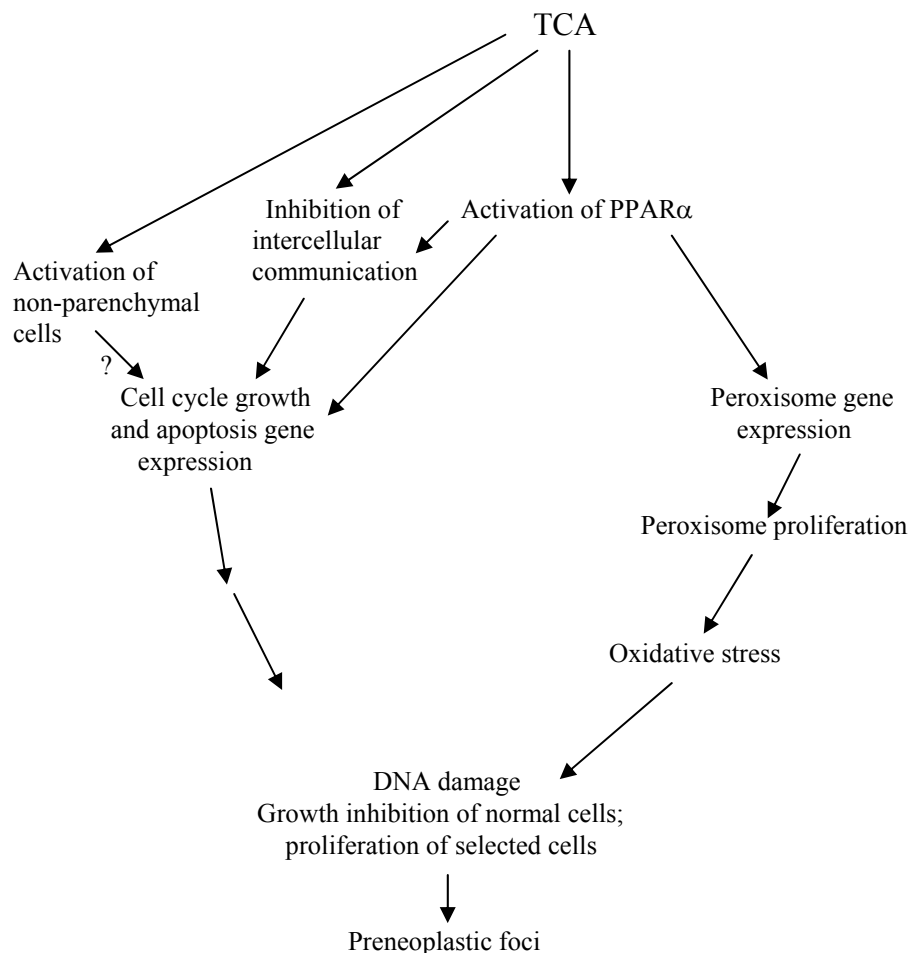 TCA
Inhibition of
intercellular
communication
Activation of PPARα
Activation of
non-parenchymal
cells
?
Cell cycle growth
and apoptosis gene
expression
Peroxisome gene
expression
Peroxisome proliferation
Oxidative stress
DNA damage
Growth inhibition of normal cells;
proliferation of selected cells
Preneoplastic foci